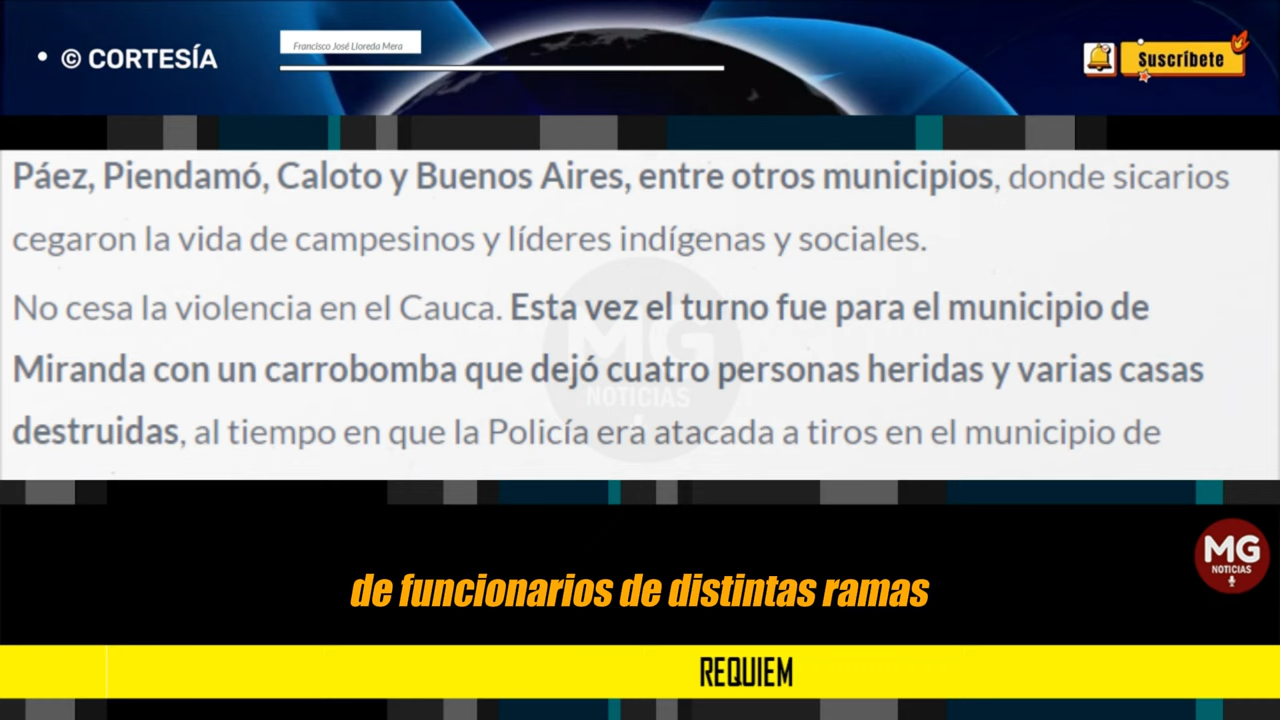 • © CORTESÍA
Francisco José Lloreda Mera
Suscríbete
Páez, Piendamó, Caloto y Buenos Aires, entre otros municipios, donde sicarios
cegaron la vida de campesinos y líderes indígenas y sociales.
No cesa la violencia en el Cauca. Esta vez el turno fue para el municipio de
Miranda con un carrobomba que dejó cuatro personas heridas y varias casas
destruidas, al tiempo en que la Policía era atacada a tiros en el municipio de
MG
NOTICIAS
MG
NOTICIAS
de funcionarios de distintas ramas
REQUIEM